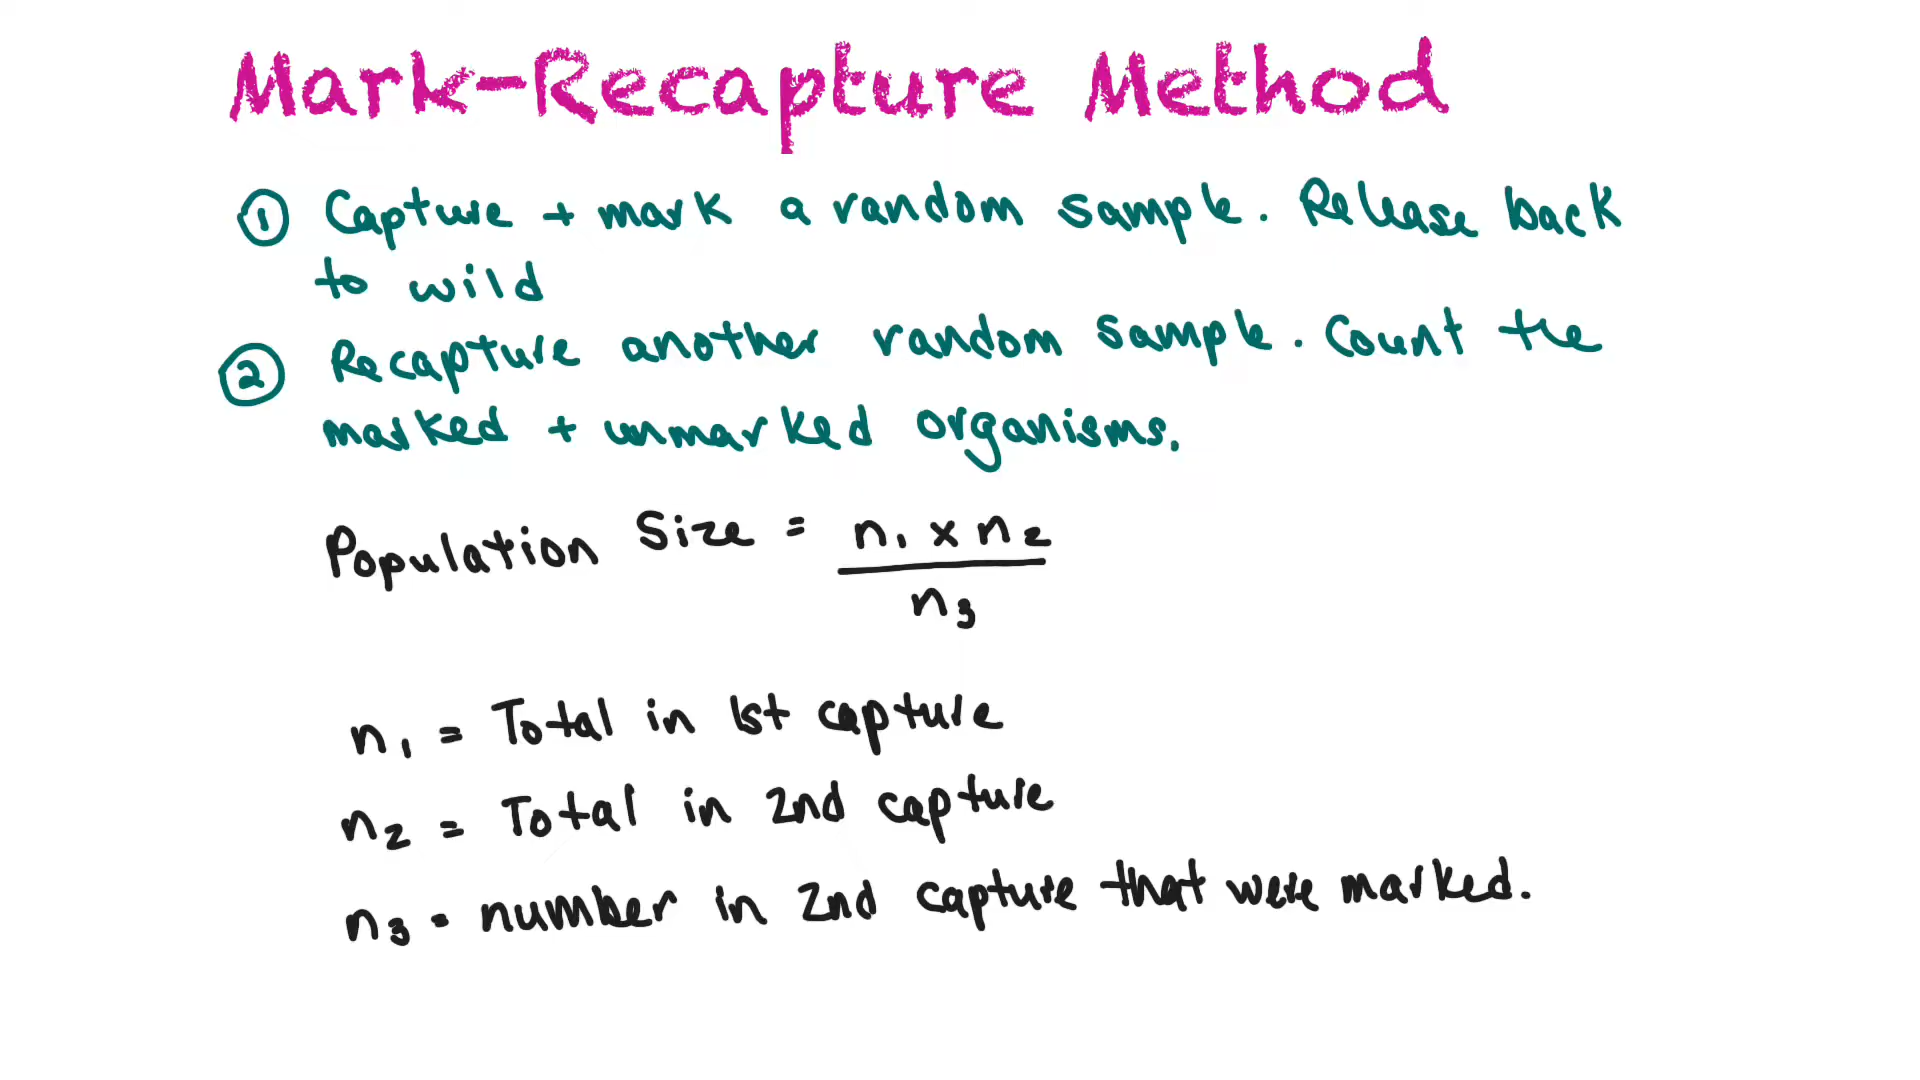 Mark-Recapture Method
① Capture + mark a random sample. Release back
to wild
② Recapture another random sample. Count the
marked + unmarked organisms.
Population Size = n₁ x n₂
n₃
n₁ = Total in 1st capture
n₂ = Total in 2nd capture
n₃ = number in 2nd capture that were marked.